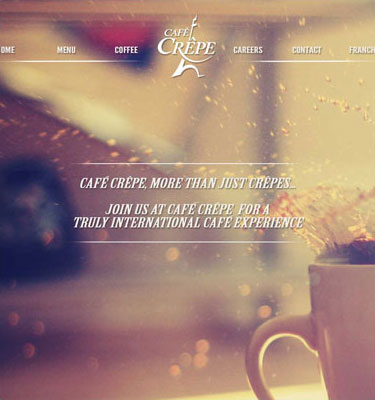 OME MENU COFFEE CAFÉ CRÊPE CAREERS CONTACT FRANCH
CAFÉ CRÊPE, MORE THAN JUST CRÊPES...
JOIN US AT CAFÉ CRÊPE FOR A
TRULY INTERNATIONAL CAFÉ EXPERIENCE